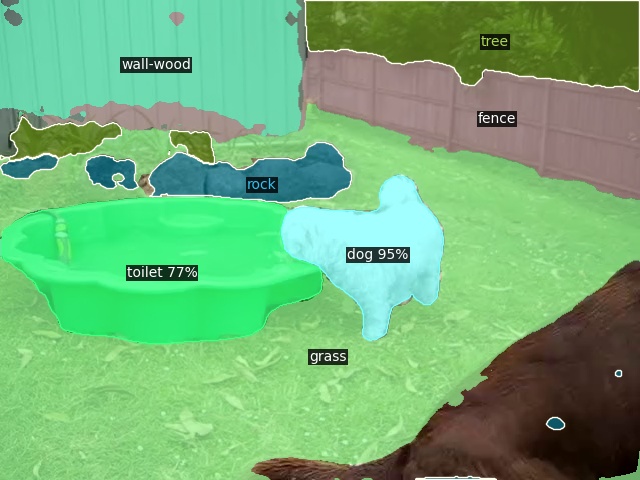 tree
wall-wood
fence
rock
dog 95%
toilet 77%
grass